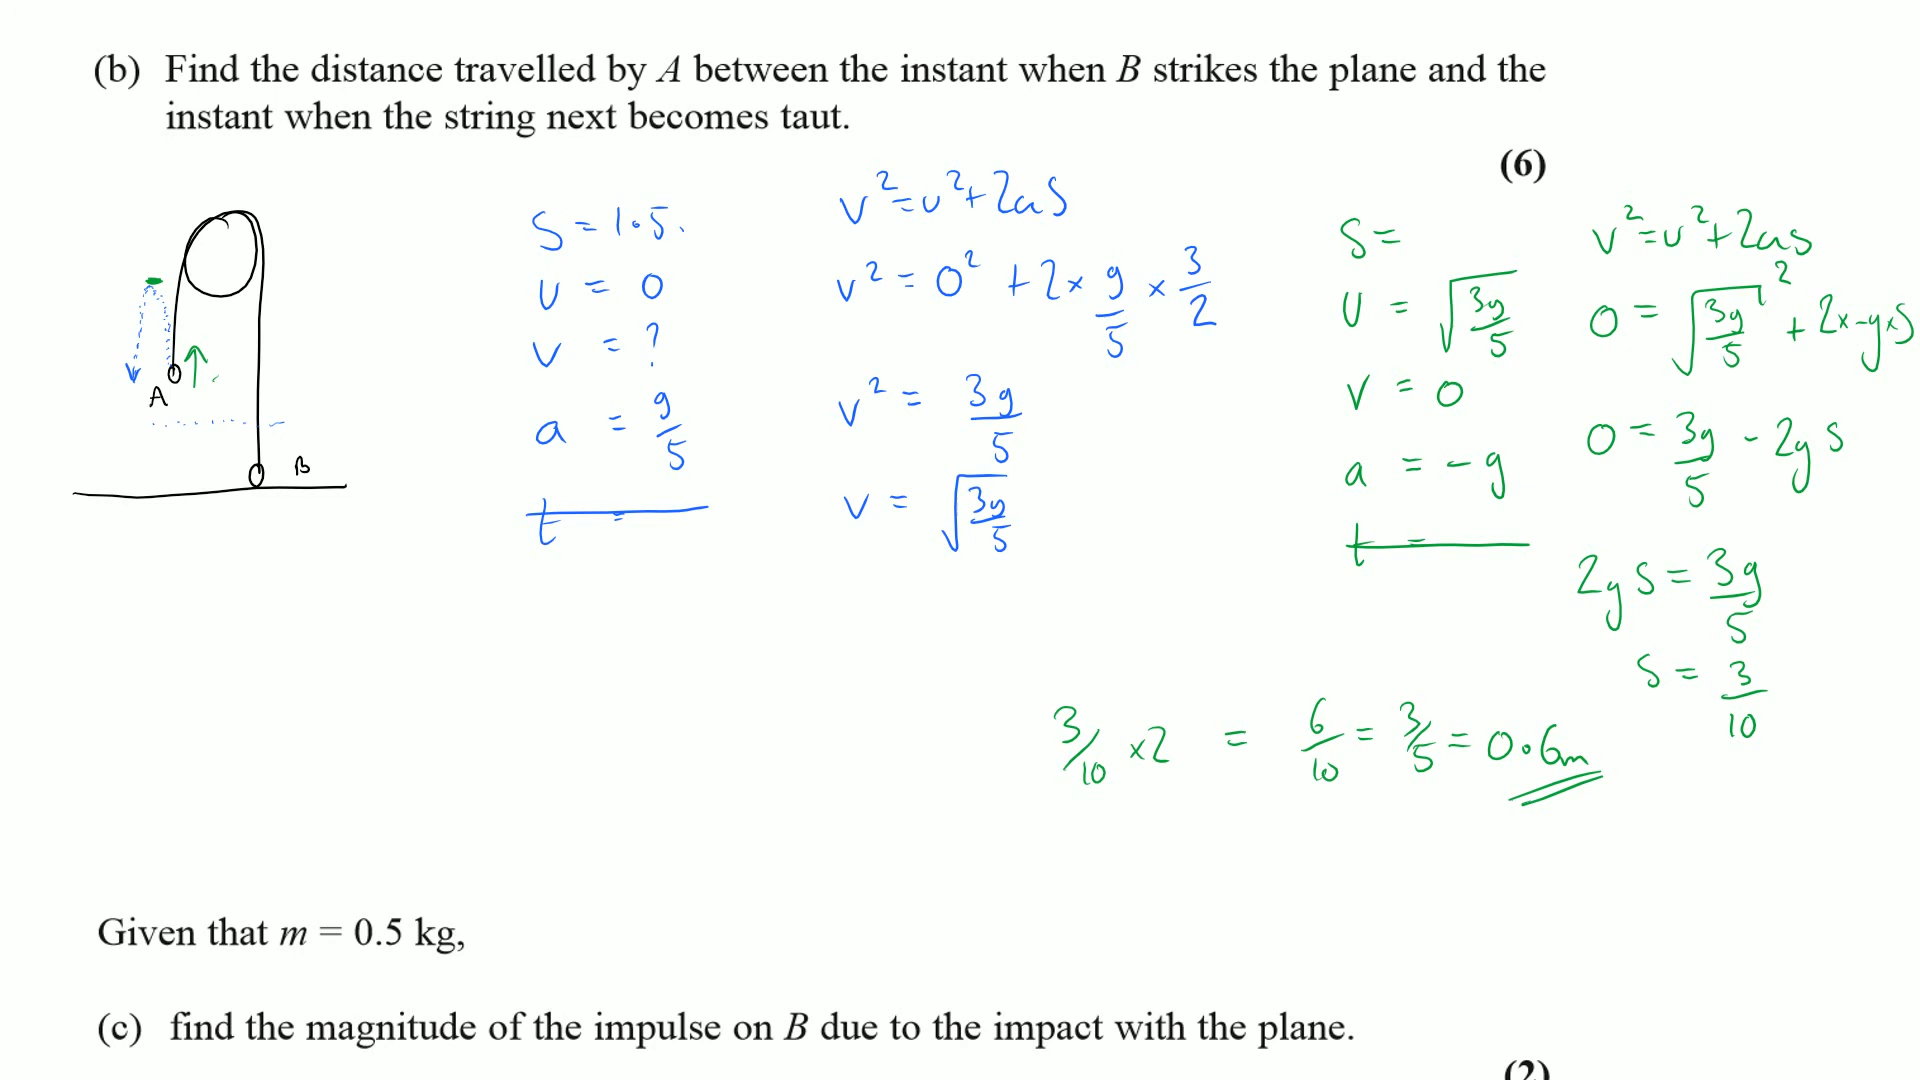 (b) Find the distance travelled by A between the instant when B strikes the plane and the
instant when the string next becomes taut.
(6)
A
B
s = 1.5.
u = 0
v = ?
a = g/5
t =
v² = u² + 2as
v² = 0² + 2 × g/5 × 3/2
v² = 3g/5
v = √(3g/5)
s =
u = √(3g/5)
v = 0
a = -g
t =
v² = u² + 2as
0 = √(3g/5)² + 2×-g×s
0 = 3g/5 - 2gs
2gs = 3g/5
s = 3/10
3/10 ×2 = 6/10 = 3/5 = 0.6m
Given that m = 0.5 kg,
(c) find the magnitude of the impulse on B due to the impact with the plane.
(2)